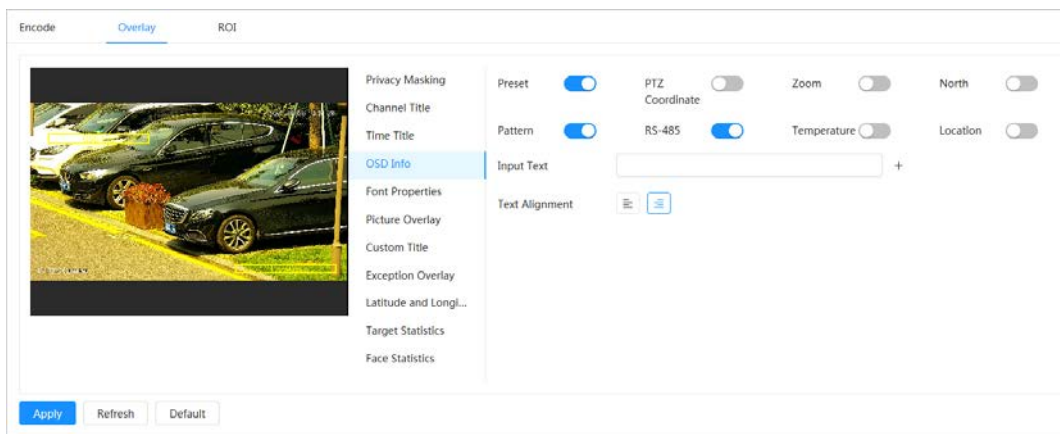 Encode Overlay ROI
Privacy Masking
Channel Title
Time Title
OSD Info
Font Properties
Picture Overlay
Custom Title
Exception Overlay
Latitude and Longi...
Target Statistics
Face Statistics
Preset PTZ Coordinate Zoom North
Pattern RS-485 Temperature Location
Input Text +
Text Alignment
Apply Refresh Default